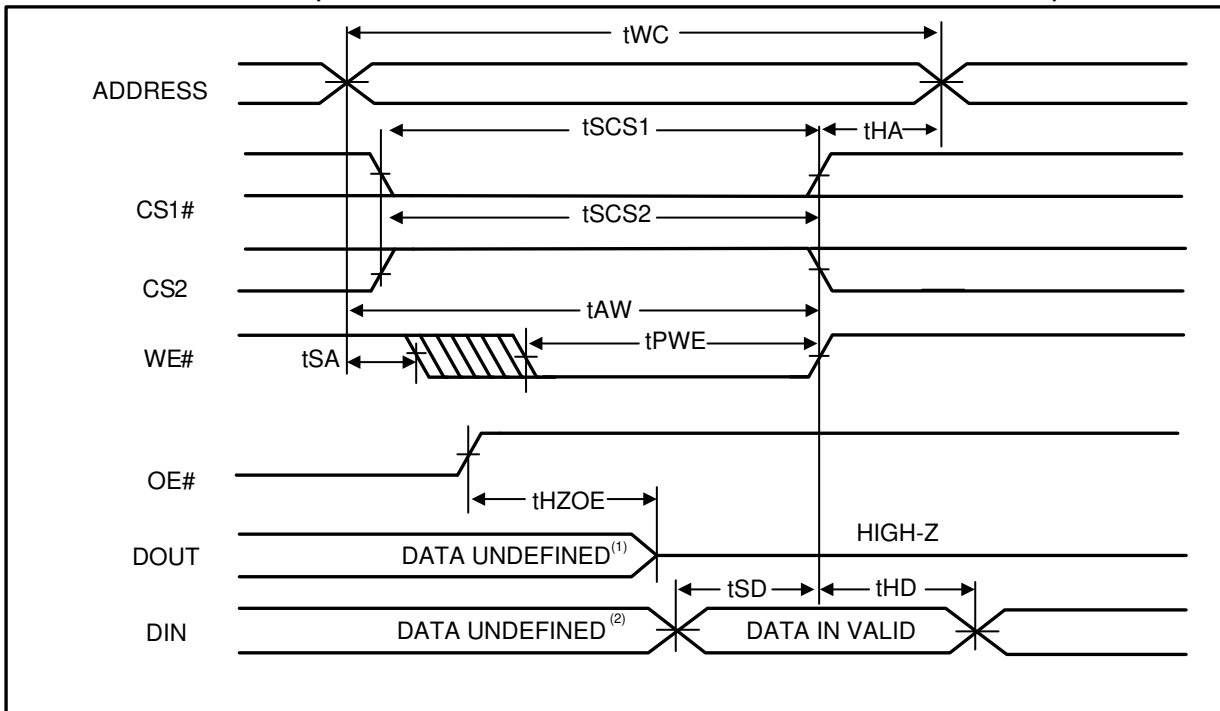 tWC
ADDRESS
tSCS1
tHA
CS1#
tSCS2
CS2
tAW
WE#
tSA
tPWE
OE#
tHZOE
DOUT
DATA UNDEFINED(1)
HIGH-Z
tSD
tHD
DIN
DATA UNDEFINED(2)
DATA IN VALID